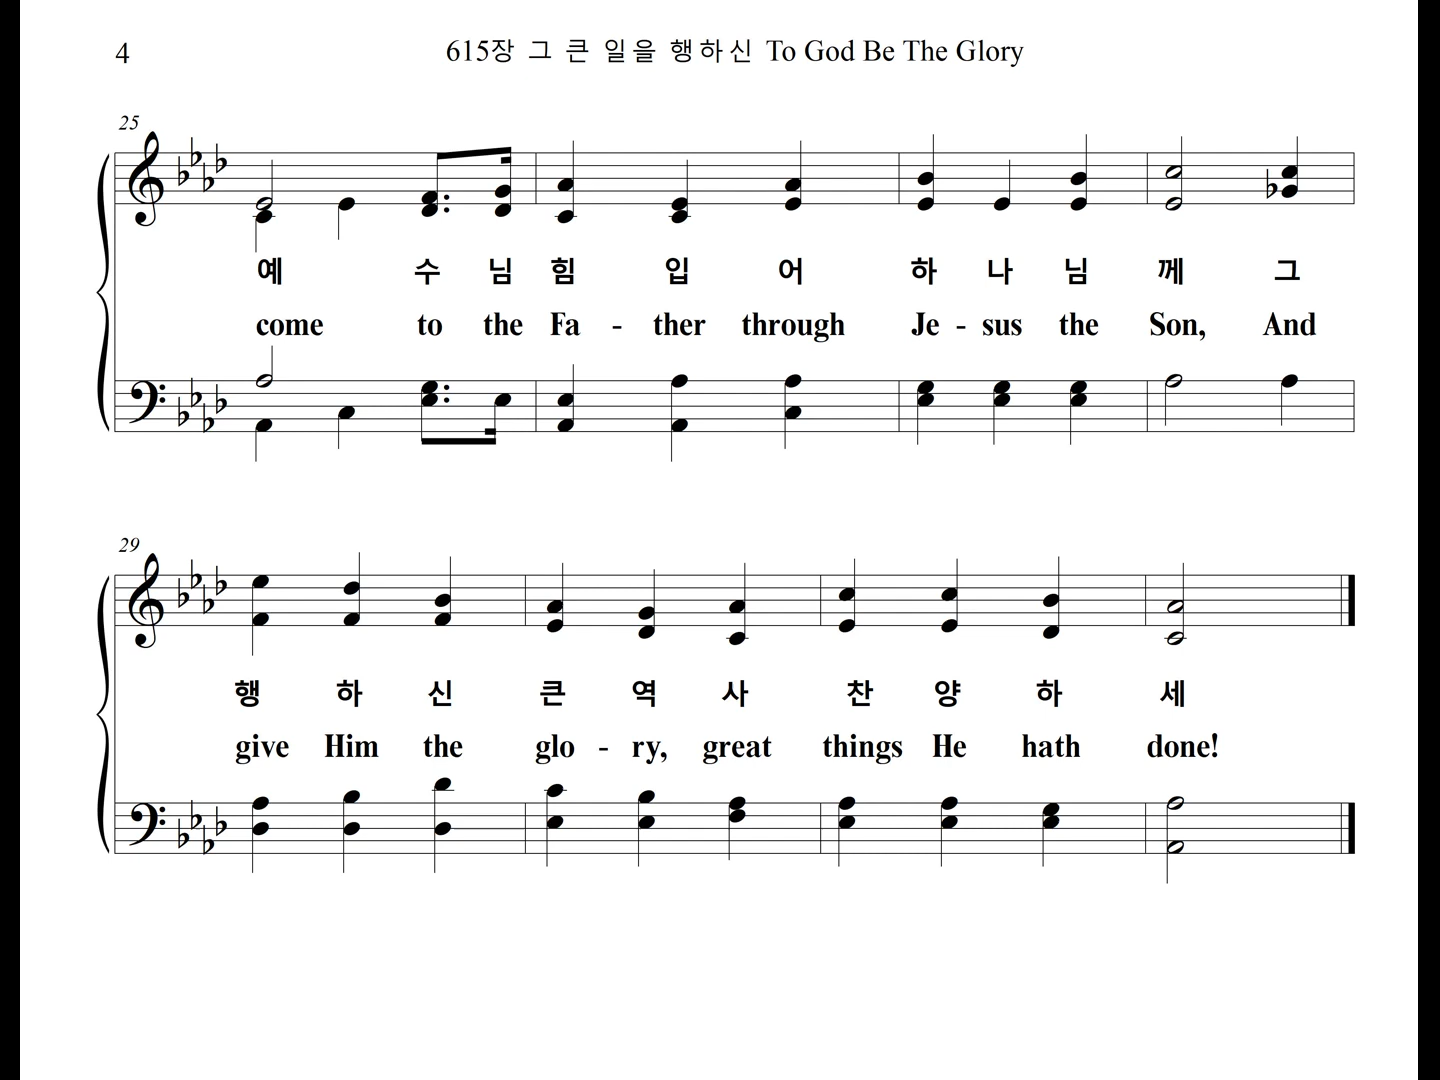 4
615장 그 큰 일을 행하신 To God Be The Glory
25
예 수 님 힘 입 어 하 나 님 께 그
come to the Fa - ther through Je - sus the Son, And
29
행 하 신 큰 역 사 찬 양 하 세
give Him the glo - ry, great things He hath done!